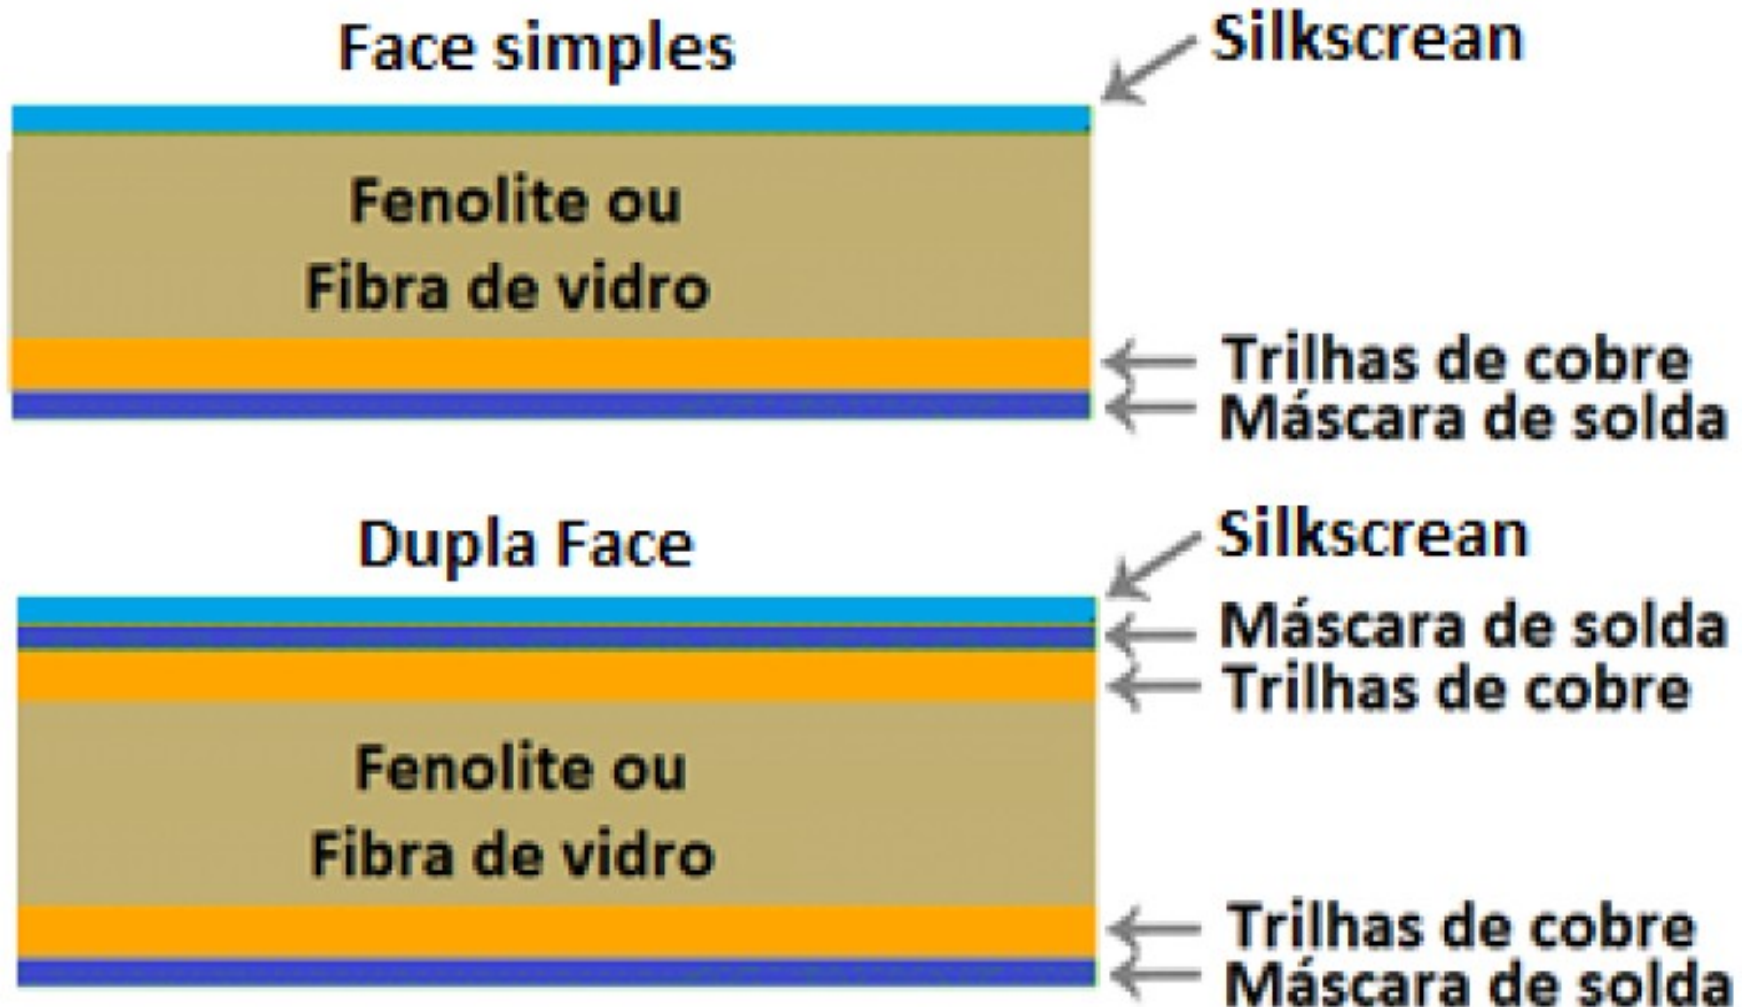 Face simples
Silkscrean
Fenolite ou
Fibra de vidro
Trilhas de cobre
Máscara de solda
Dupla Face
Silkscrean
Máscara de solda
Trilhas de cobre
Fenolite ou
Fibra de vidro
Trilhas de cobre
Máscara de solda